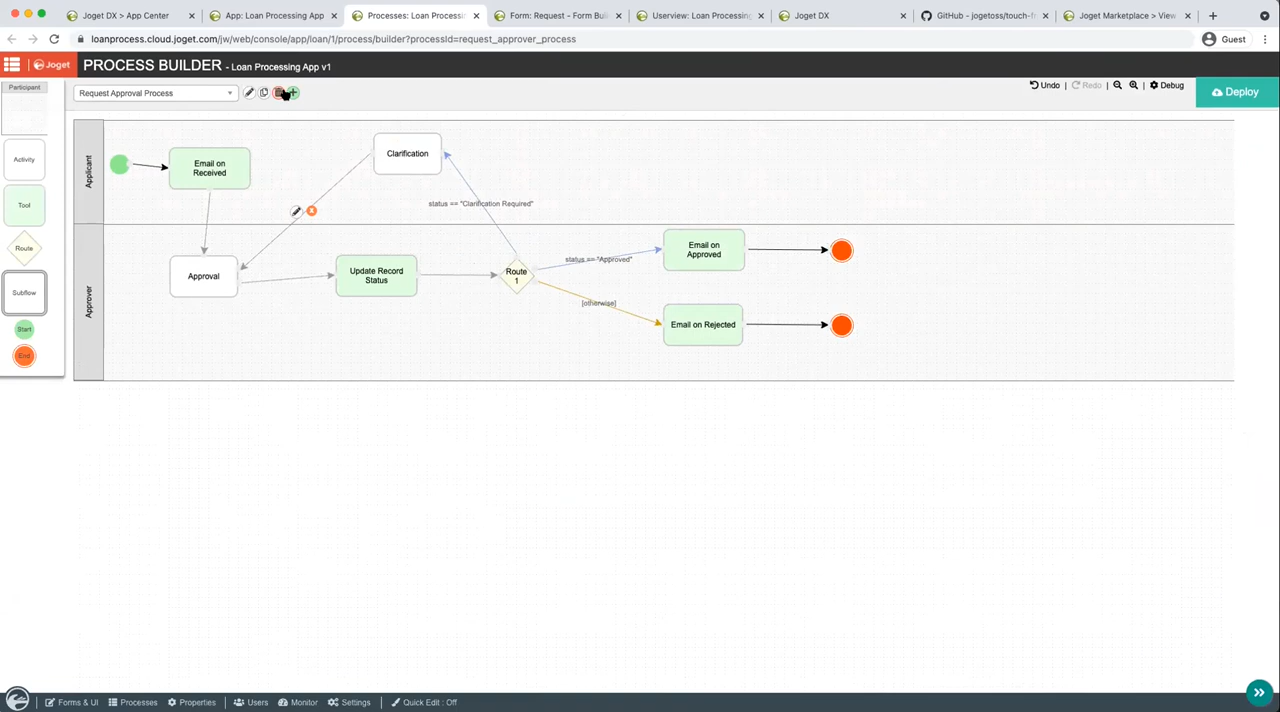 Joget DX > App Center
App: Loan Processing App
Processes: Loan Processin
Form: Request - Form Buil
Userview: Loan Processing
Joget DX
GitHub - jogetoss/touch-fr
Joget Marketplace > View
loanprocess.cloud.joget.com/jw/web/console/app/loan/1/process/builder?processId=request_approver_process
Guest
Joget
PROCESS BUILDER - Loan Processing App v1
Participant
Request Approval Process
Undo | Redo | | Debug
Deploy
Activity
Tool
Route
Subflow
Start
End
Applicant
Email on
Received
Clarification
status == "Clarification Required"
Approver
Approval
Update Record
Status
Route
1
status == "Approved"
Email on
Approved
[otherwise]
Email on Rejected
Forms & UI
Processes
Properties
Users
Monitor
Settings
Quick Edit : Off